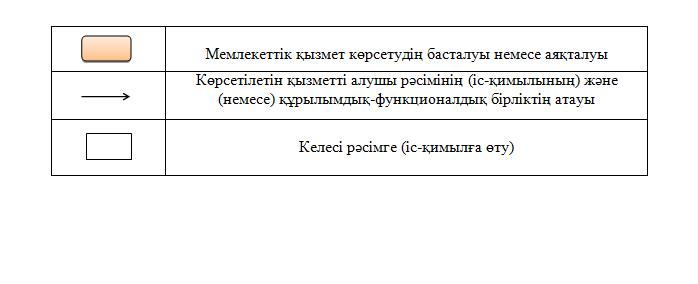 Мемлекеттік қызмет көрсетудің басталуы немесе аяқталуы
Көрсетілетін қызметті алушы рәсімінің (іс-қимылының) және
(немесе) құрылымдық-функционалдық бірліктің атауы
Келесі рәсімге (іс-қимылға өту)